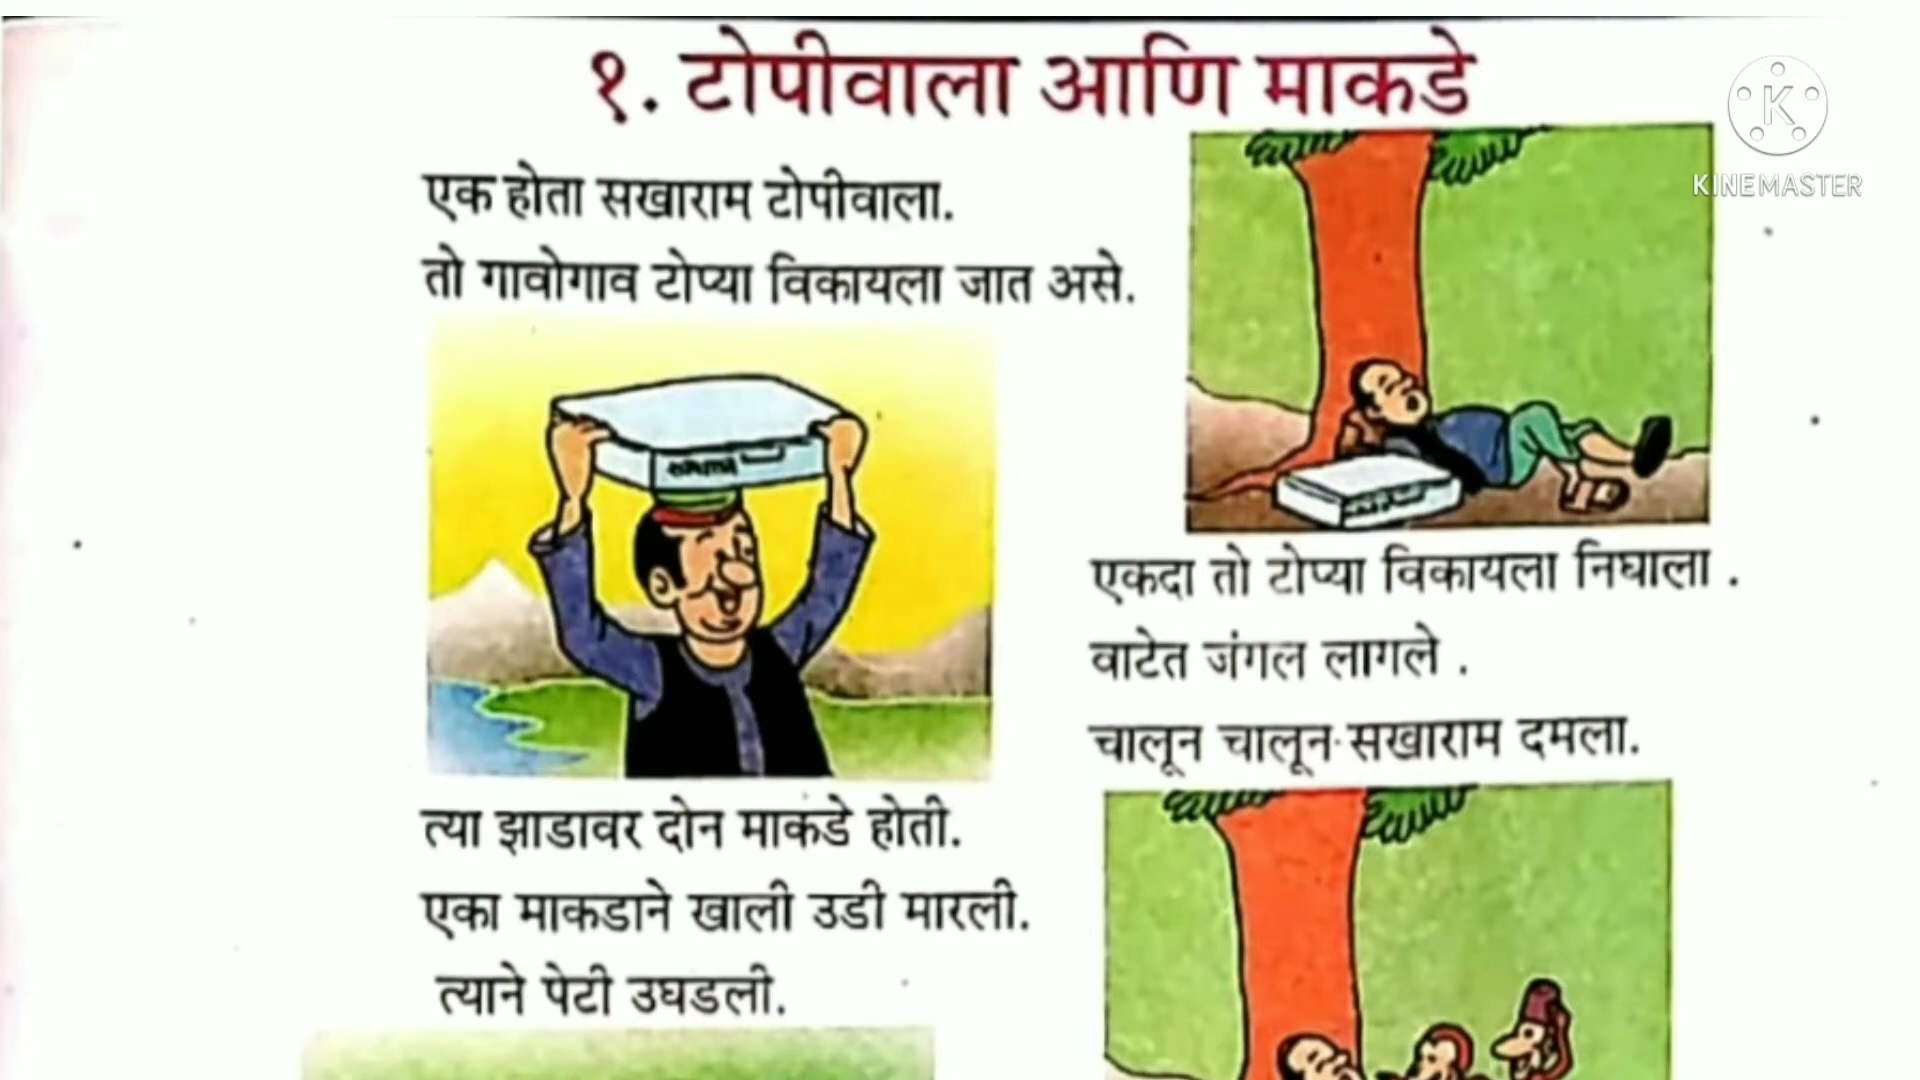 १. टोपीवाला आणि माकडे
एक होता सखाराम टोपीवाला.
तो गावोगाव टोप्या विकायला जात असे.
एकदा तो टोप्या विकायला निघाला .
वाटेत जंगल लागले .
चालून चालून सखाराम दमला.
त्या झाडावर दोन माकडे होती.
एका माकडाने खाली उडी मारली.
त्याने पेटी उघडली.
K
KINEMASTER